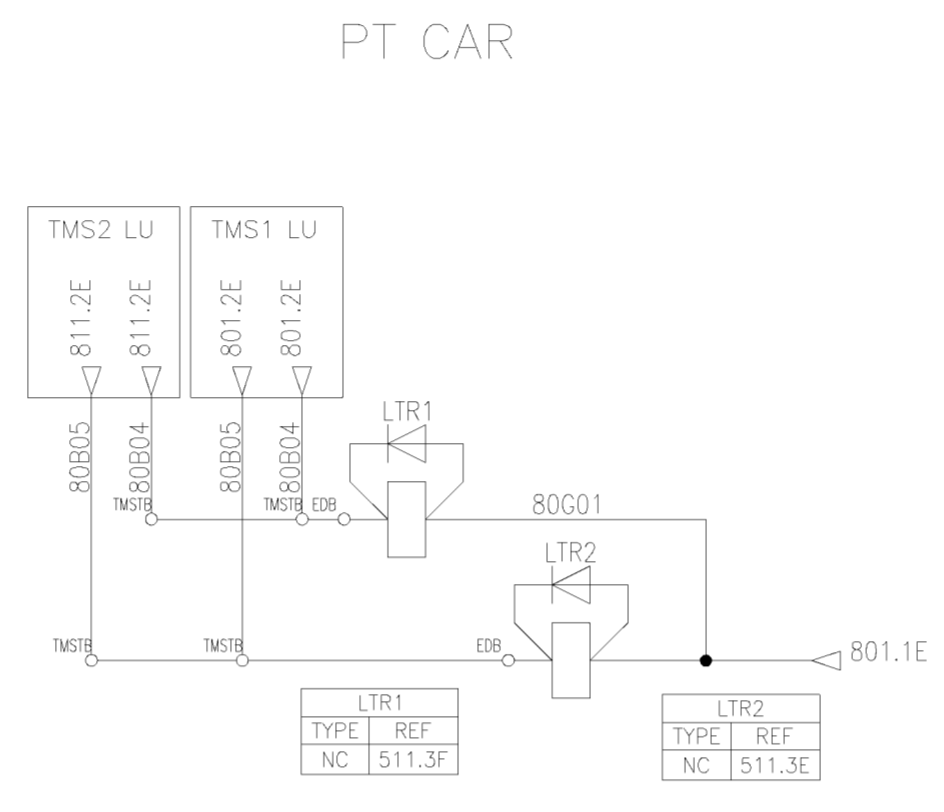 PT CAR
TMS2 LU
TMS1 LU
811.2E
811.2E
801.2E
801.2E
80B05
80B04
80B05
80B04
LTR1
TMSTB
TMSTB
EDB
80G01
LTR2
TMSTB
TMSTB
EDB
801.1E
LTR1
TYPE REF
NC 511.3F
LTR2
TYPE REF
NC 511.3E